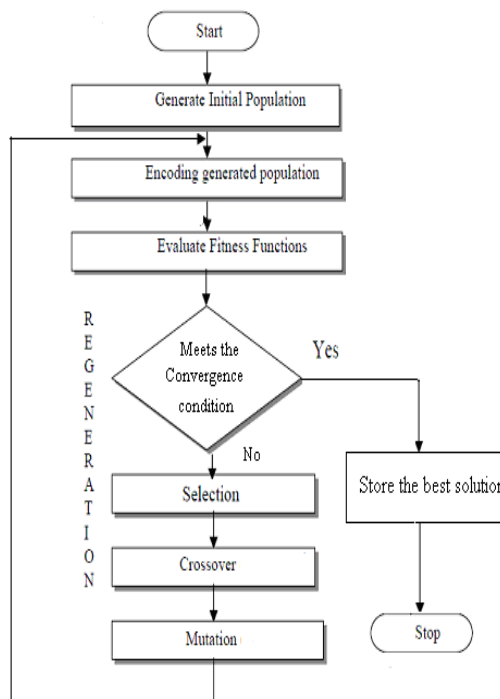 Start
Generate Initial Population
Encoding generated population
Evaluate Fitness Functions
REGENERATION
Meets the
Convergence
condition
Yes
No
Selection
Store the best solution
Crossover
Mutation
Stop